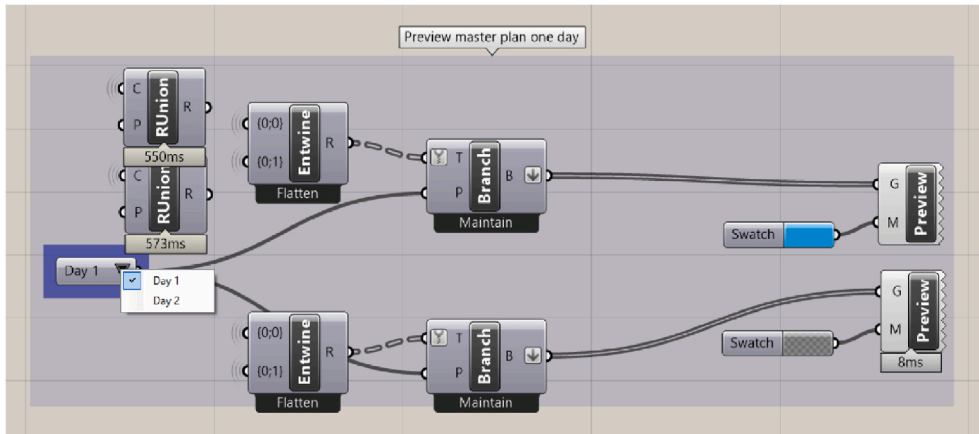 Preview master plan one day
C
P
RUnion
R
550ms
C
P
RUnion
R
573ms
{0;0}
{0;1}
Entwine
R
Flatten
T
P
Branch
B
Maintain
G
M
Preview
Swatch
Day 1
Day 1
Day 2
{0;0}
{0;1}
Entwine
R
Flatten
T
P
Branch
B
Maintain
G
M
Preview
8ms
Swatch